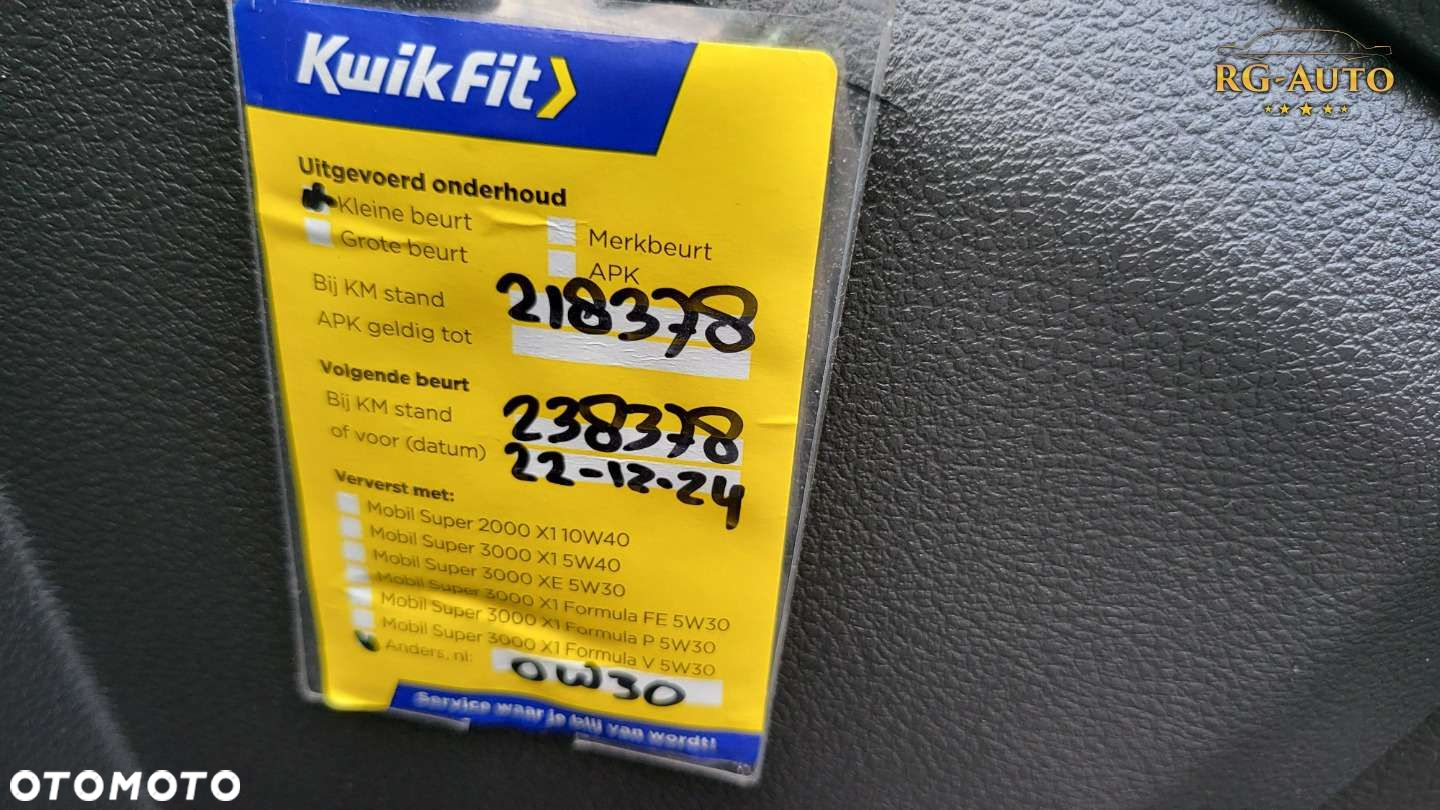 Kwik Fit
RG-AUTO
Uitgevoerd onderhoud
Kleine beurt
Merkbeurt
Grote beurt
APK
Bij KM stand 218378
APK geldig tot
Volgende beurt
Bij KM stand 238378
of voor (datum) 22-12-24
Ververst met:
Mobil Super 2000 X1 10W40
Mobil Super 3000 X1 5W40
Mobil Super 3000 XE 5W30
Mobil Super 3000 X1 Formula FE 5W30
Mobil Super 3000 X1 Formula P 5W30
Mobil Super 3000 X1 Formula V 5W30
Anders, nl: 0W30
Service waar je blij van wordt!
OTOMOTO